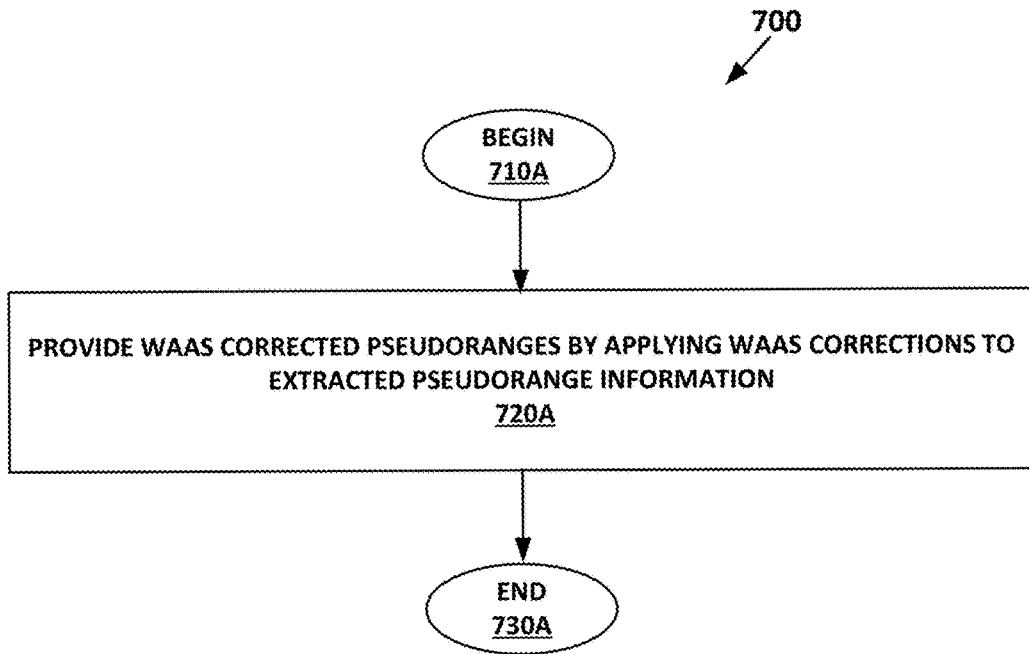 700
BEGIN
710A
PROVIDE WAAS CORRECTED PSEUDORANGES BY APPLYING WAAS CORRECTIONS TO
EXTRACTED PSEUDORANGE INFORMATION
720A
END
730A